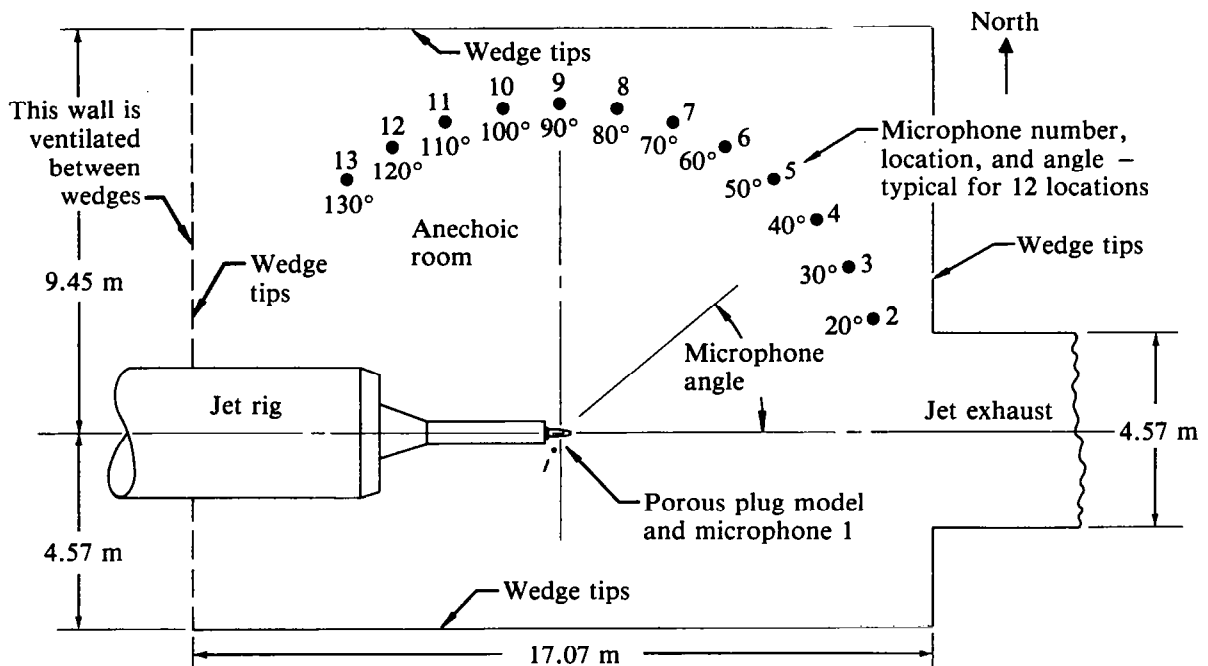 North
Wedge tips
9
10
8
11
7
12
6
13
5
4
3
2
90°
100°
80°
110°
70°
120°
60°
130°
50°
40°
30°
20°
This wall is
ventilated
between
wedges
Microphone number,
location, and angle –
typical for 12 locations
Anechoic
room
Wedge tips
Wedge
tips
9.45 m
Microphone
angle
Jet rig
Jet exhaust
4.57 m
Porous plug model
and microphone 1
4.57 m
Wedge tips
17.07 m